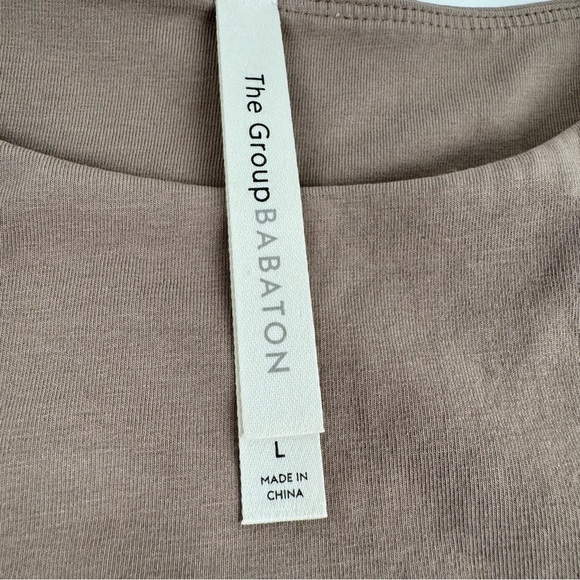 The Group BABATON
L
MADE IN
CHINA